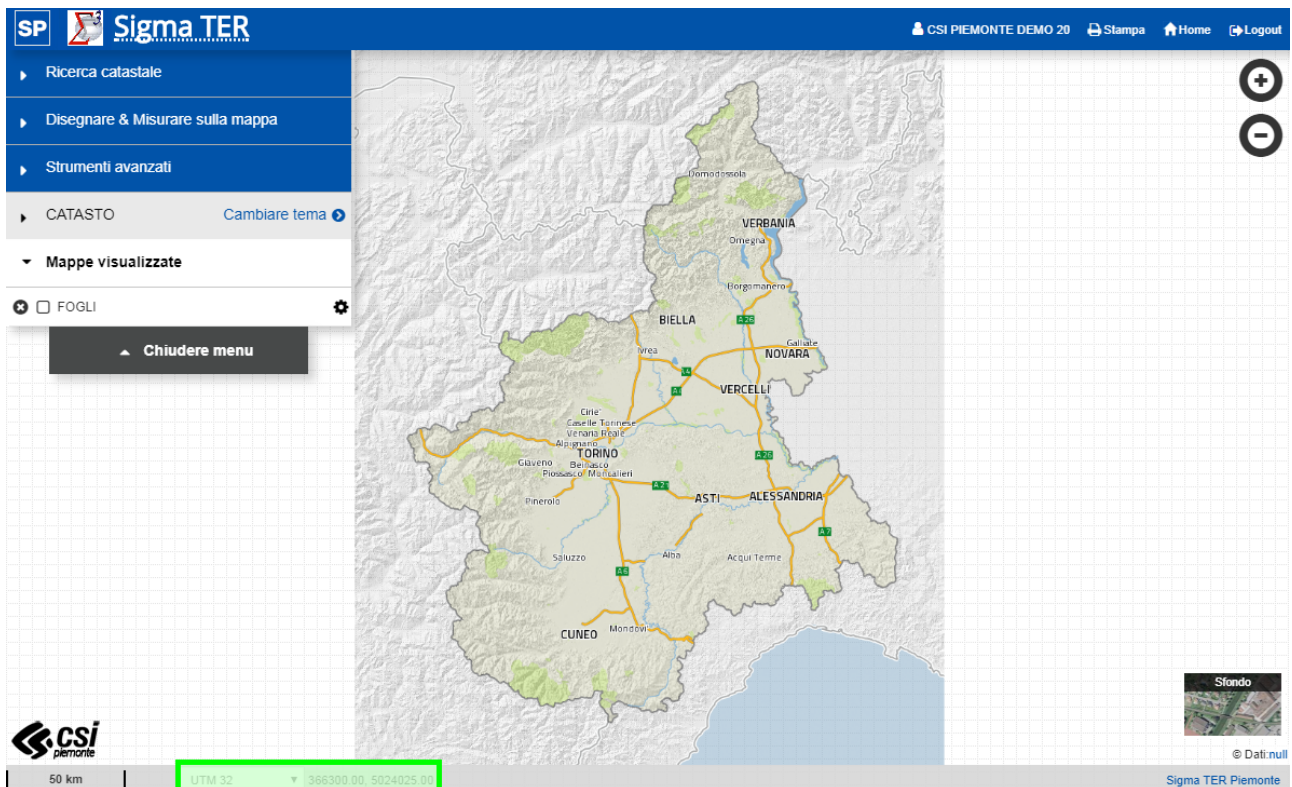 SP Sigma TER
CSI PIEMONTE DEMO 20 Stampa Home Logout
Ricerca catastale
Disegnare & Misurare sulla mappa
Strumenti avanzati
CATASTO Cambiare tema
Mappe visualizzate
FOGLI
Chiudere menu
Domodossola
VERBANIA
Omegna
Borgomanero
BIELLA
A26
Galliate
Ivrea
NOVARA
VERCELLI
Cirie'
Caselle Torinese
Venaria Reale
Alpignano
TORINO
A26
Giaveno
Beinasco
Piossasco Moncalieri
A21
Pinerolo
ASTI
ALESSANDRIA
A7
Saluzzo
Alba
Acqui Terme
A6
CUNEO
Mondovi'
Sfondo
csi
piemonte
© Dati:null
50 km
UTM 32
366300.00, 5024025.00
Sigma TER Piemonte